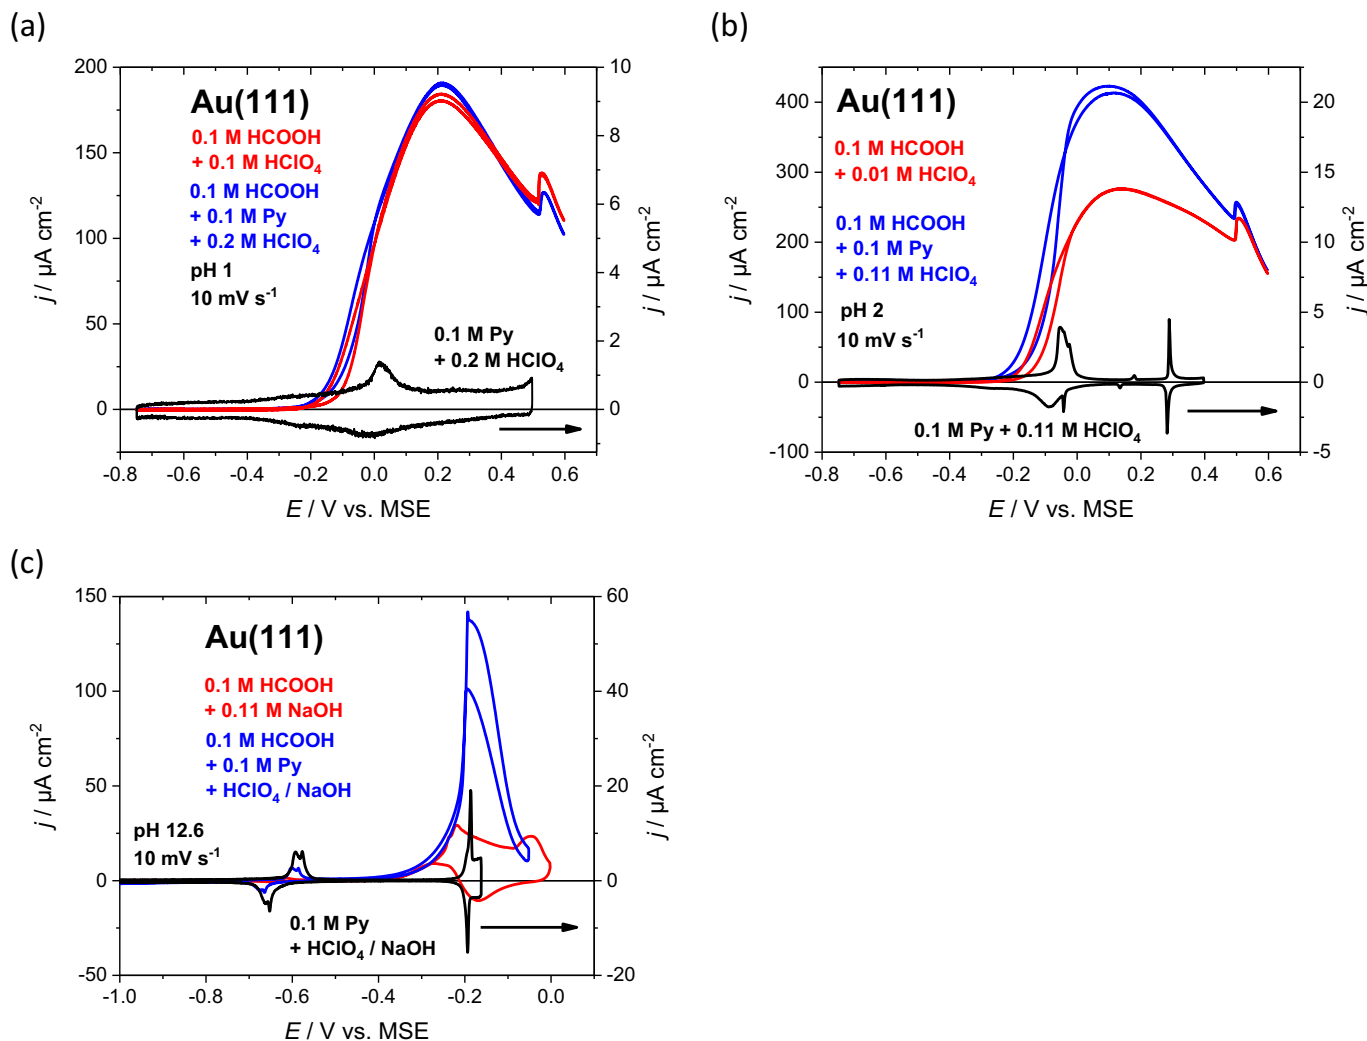 (a)
200
150
100
50
0
10
8
6
4
2
0
Au(111)
0.1 M HCOOH
+ 0.1 M HClO₄
0.1 M HCOOH
+ 0.1 M Py
+ 0.2 M HClO₄
pH 1
10 mV s⁻¹
0.1 M Py
+ 0.2 M HClO₄
j / µA cm⁻²
j / µA cm⁻²
-0.8 -0.6 -0.4 -0.2 0.0 0.2 0.4 0.6
E / V vs. MSE
(b)
400
300
200
100
0
-100
20
15
10
5
0
-5
Au(111)
0.1 M HCOOH
+ 0.01 M HClO₄
0.1 M HCOOH
+ 0.1 M Py
+ 0.11 M HClO₄
pH 2
10 mV s⁻¹
0.1 M Py + 0.11 M HClO₄
j / µA cm⁻²
j / µA cm⁻²
-0.8 -0.6 -0.4 -0.2 0.0 0.2 0.4 0.6
E / V vs. MSE
(c)
150
100
50
0
-50
60
40
20
0
-20
Au(111)
0.1 M HCOOH
+ 0.11 M NaOH
0.1 M HCOOH
+ 0.1 M Py
+ HClO₄ / NaOH
pH 12.6
10 mV s⁻¹
0.1 M Py
+ HClO₄ / NaOH
j / µA cm⁻²
j / µA cm⁻²
-1.0 -0.8 -0.6 -0.4 -0.2 0.0
E / V vs. MSE